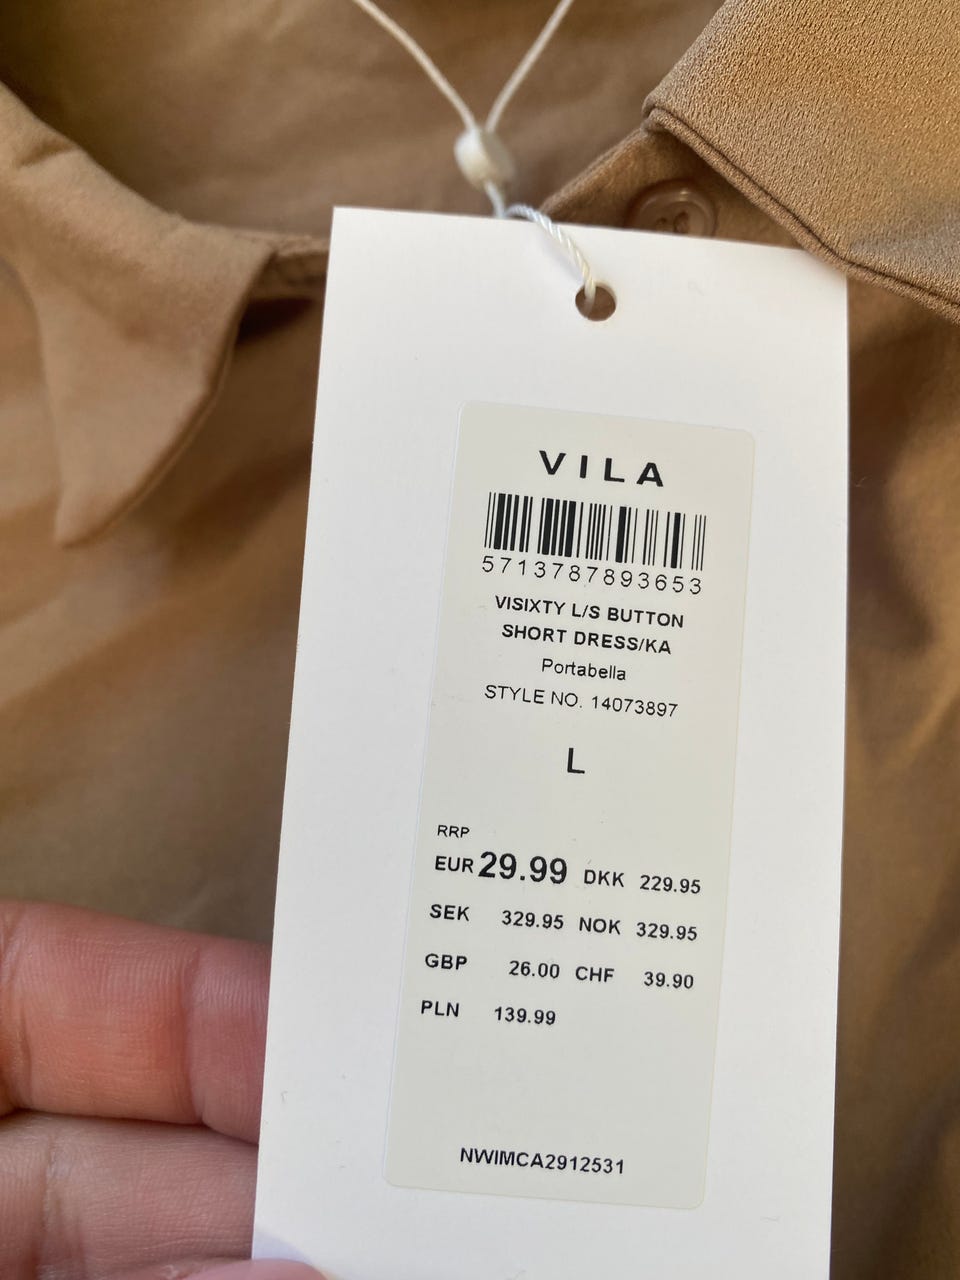 VILA
5713787893653
VISIXTY L/S BUTTON
SHORT DRESS/KA
Portabella
STYLE NO. 14073897
L
RRP
EUR 29.99 DKK 229.95
SEK 329.95 NOK 329.95
GBP 26.00 CHF 39.90
PLN 139.99
NWIMCA2912531